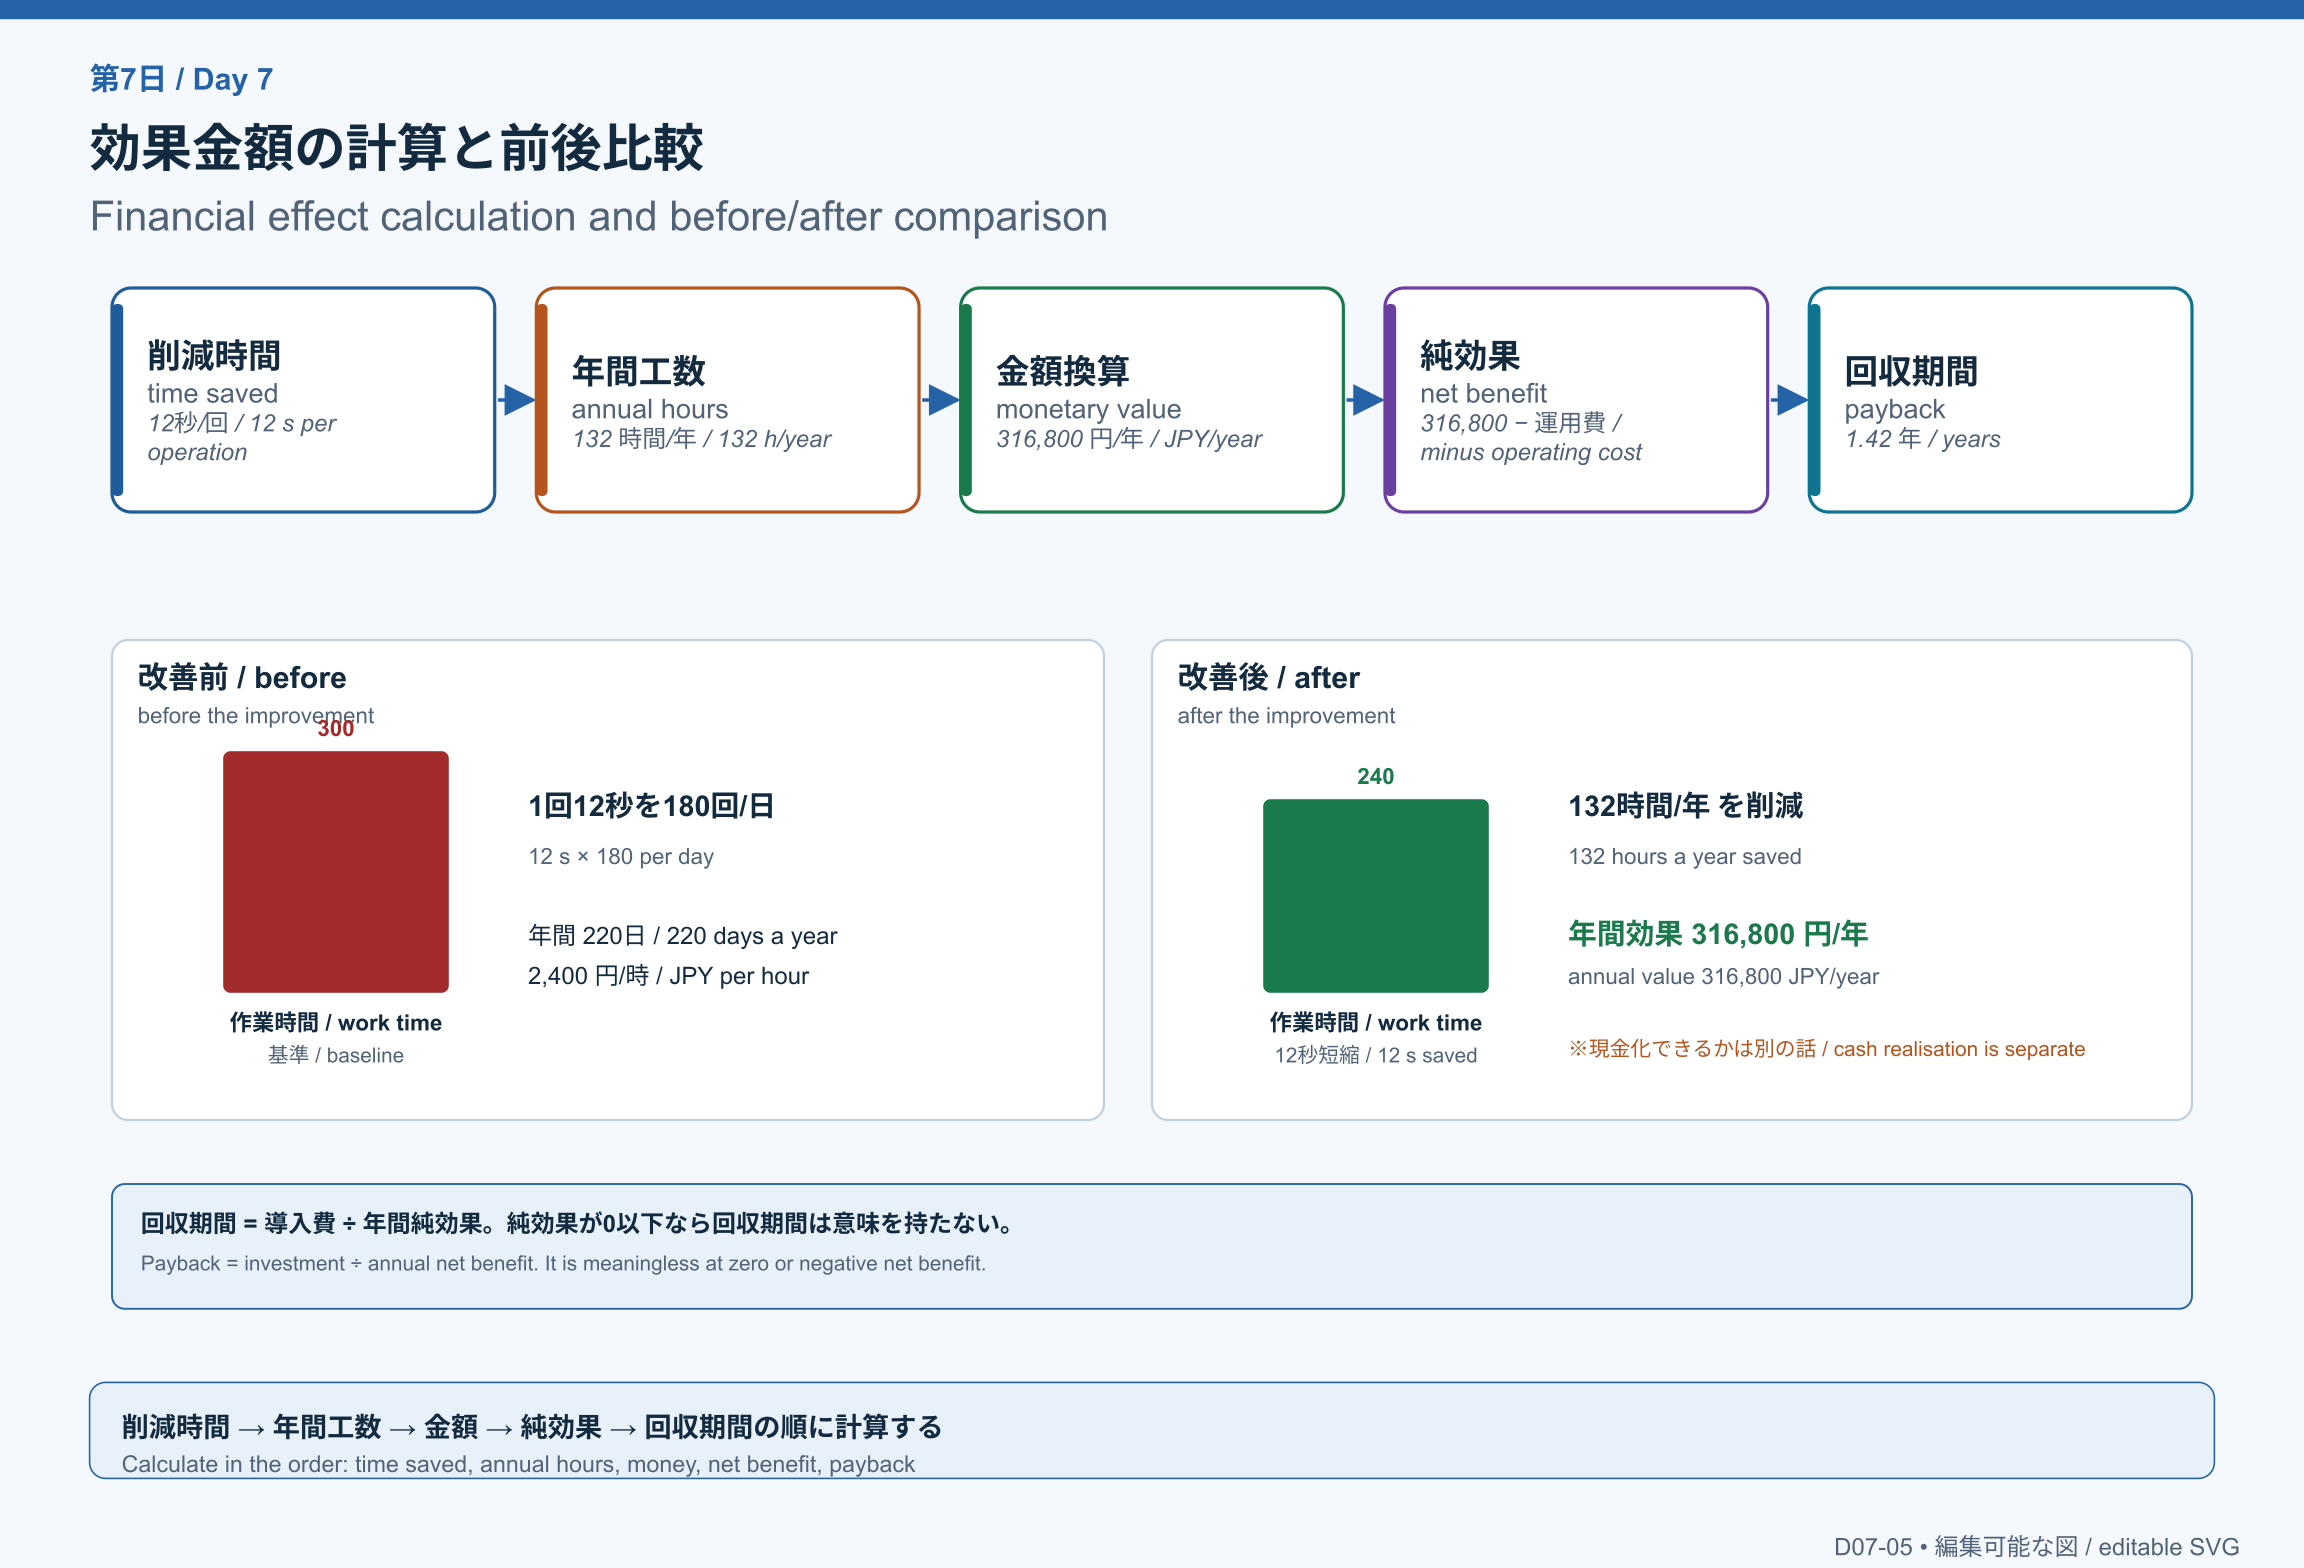 第7日 / Day 7
効果金額の計算と前後比較
Financial effect calculation and before/after comparison
削減時間
time saved
12秒/回 / 12 s per
operation
年間工数
annual hours
132 時間/年 / 132 h/year
金額換算
monetary value
316,800 円/年 / JPY/year
純効果
net benefit
316,800 − 運用費 /
minus operating cost
回収期間
payback
1.42 年 / years
改善前 / before
before the improvement
300
1回12秒を180回/日
12 s × 180 per day
年間 220日 / 220 days a year
2,400 円/時 / JPY per hour
作業時間 / work time
基準 / baseline
改善後 / after
after the improvement
240
132時間/年 を削減
132 hours a year saved
年間効果 316,800 円/年
annual value 316,800 JPY/year
作業時間 / work time
12秒短縮 / 12 s saved
※現金化できるかは別の話 / cash realisation is separate
回収期間 = 導入費 ÷ 年間純効果。純効果が0以下なら回収期間は意味を持たない。
Payback = investment ÷ annual net benefit. It is meaningless at zero or negative net benefit.
削減時間 → 年間工数 → 金額 → 純効果 → 回収期間の順に計算する
Calculate in the order: time saved, annual hours, money, net benefit, payback
D07-05 • 編集可能な図 / editable SVG